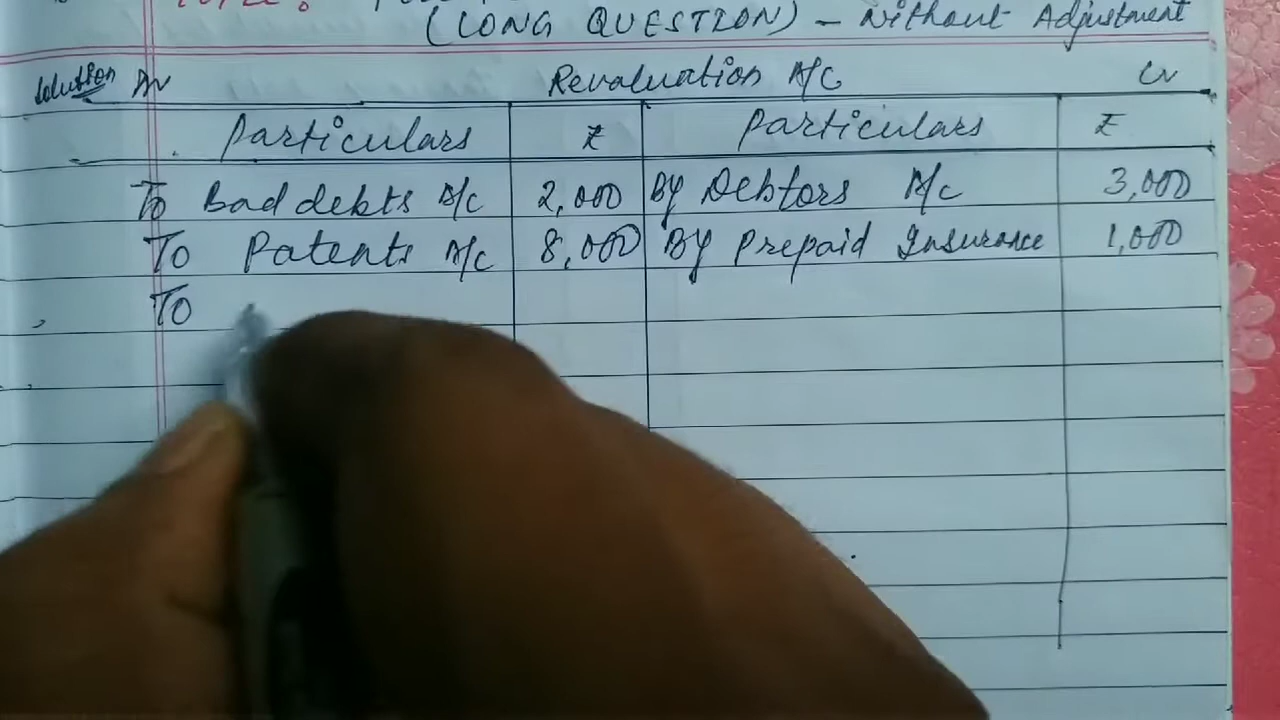 (LONG QUESTION) - Without Adjustment
Solution Dr Revaluation A/C Cr
Particulars ₹ Particulars ₹
To Bad debts A/c 2,000 By Debtors A/c 3,000
To Patents A/c 8,000 By Prepaid Insurance 1,000
To